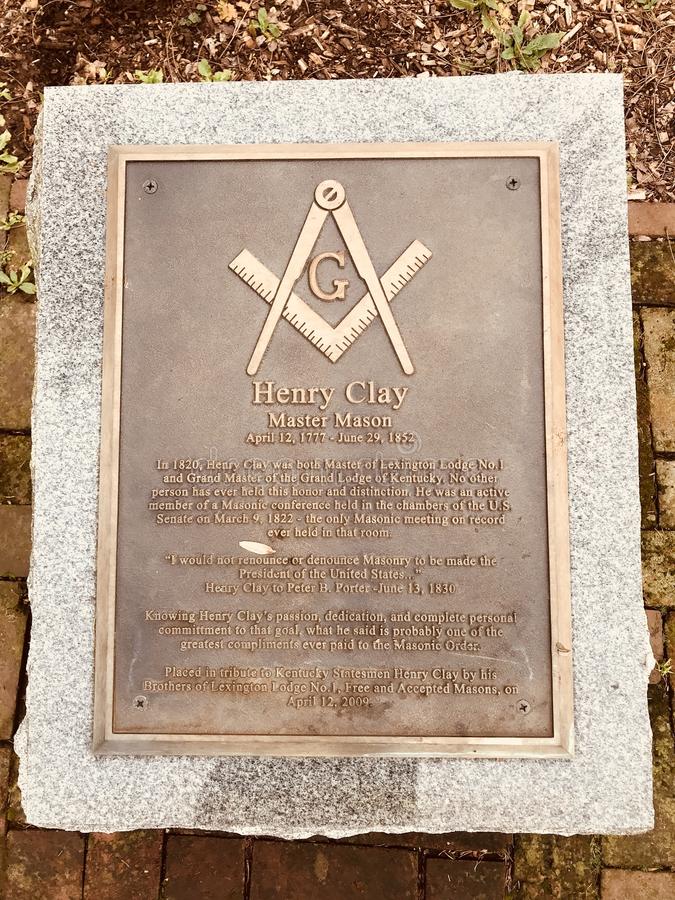 G
Henry Clay
Master Mason
April 12, 1777 - June 29, 1852
In 1820, Henry Clay was both Master of Lexington Lodge No.1
and Grand Master of the Grand Lodge of Kentucky. No other
person has ever held this honor and distinction. He was an active
member of a Masonic conference held in the chambers of the U.S
Senate on March 9, 1822 - the only Masonic meeting on record
ever held in that room.
"I would not renounce or denounce Masonry to be made the
President of the United States..."
Henry Clay to Peter B. Porter -June 13, 1830
Knowing Henry Clay's passion, dedication, and complete personal
committment to that goal, what he said is probably one of the
greatest compliments ever paid to the Masonic Order.
Placed in tribute to Kentucky Statesmen Henry Clay by his
Brothers of Lexington Lodge No.1, Free and Accepted Masons, on
April 12, 2009